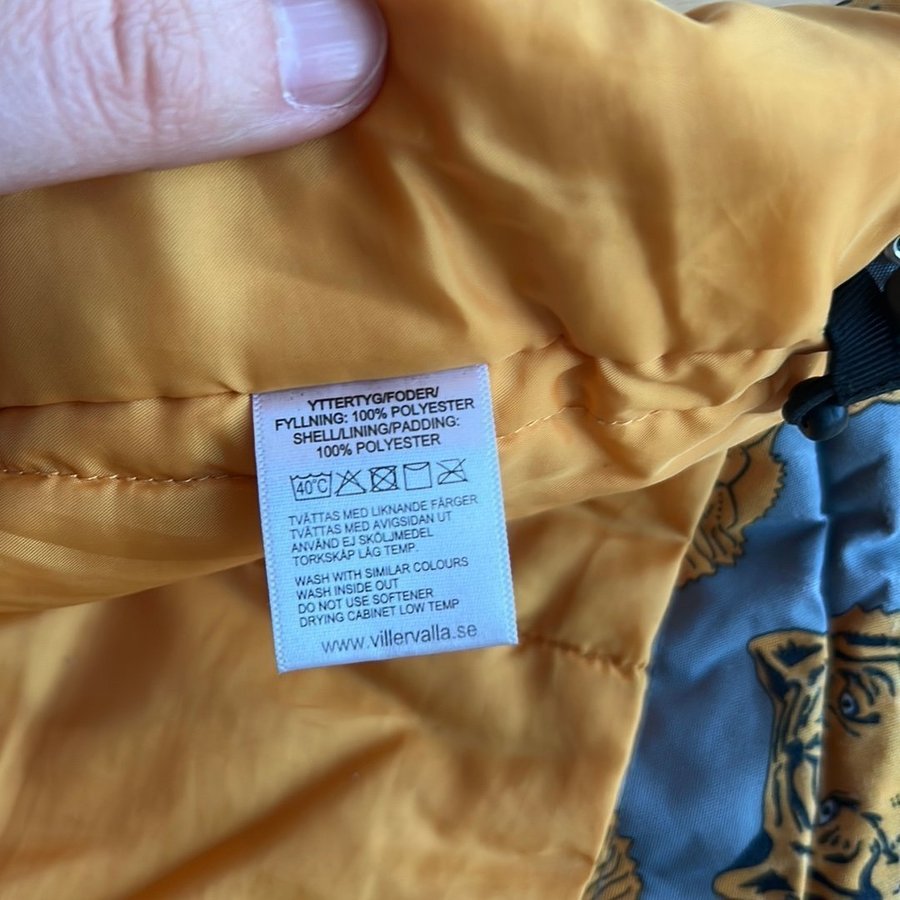 YTTERTYG/FODER/
FYLLNING: 100% POLYESTER
SHELL/LINING/PADDING:
100% POLYESTER
40°C
TVÄTTAS MED LIKNANDE FÄRGER
TVÄTTAS MED AVIGSIDAN UT
ANVÄND EJ SKÖLJMEDEL
TORKSKÅP LÅG TEMP.
WASH WITH SIMILAR COLOURS
WASH INSIDE OUT
DO NOT USE SOFTENER
DRYING CABINET LOW TEMP
www.villervalla.se